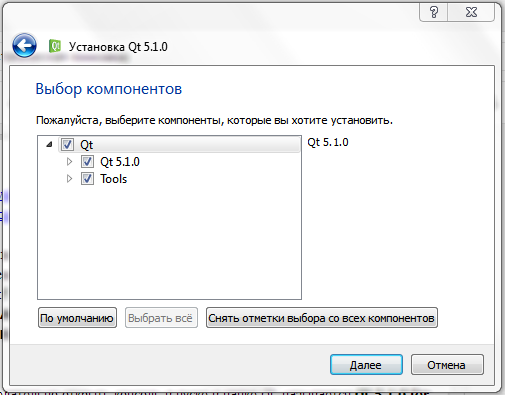 Установка Qt 5.1.0
Выбор компонентов
Пожалуйста, выберите компоненты, которые вы хотите установить.
Qt
Qt 5.1.0
Qt 5.1.0
Tools
По умолчанию
Выбрать всё
Снять отметки выбора со всех компонентов
Далее
Отмена